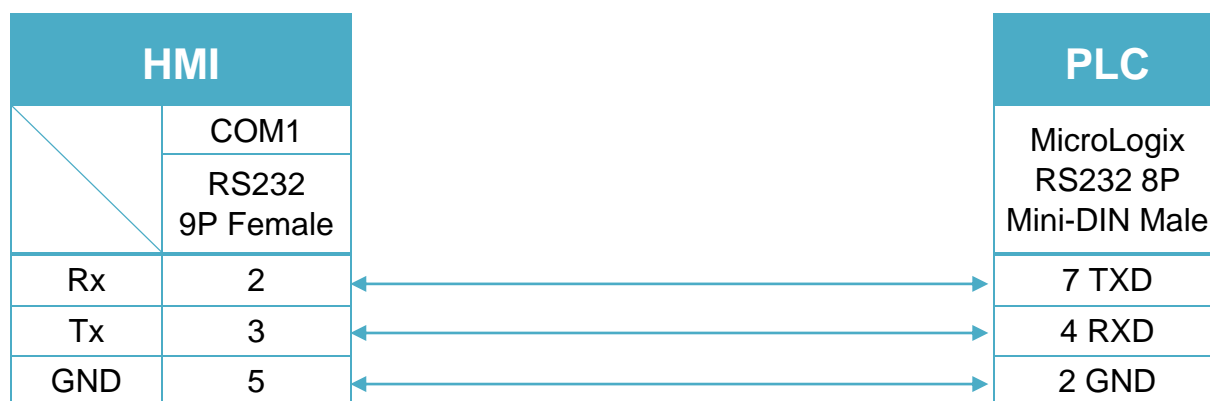 HMI
PLC
COM1
RS232
9P Female
MicroLogix
RS232 8P
Mini-DIN Male
Rx 2 7 TXD
Tx 3 4 RXD
GND 5 2 GND